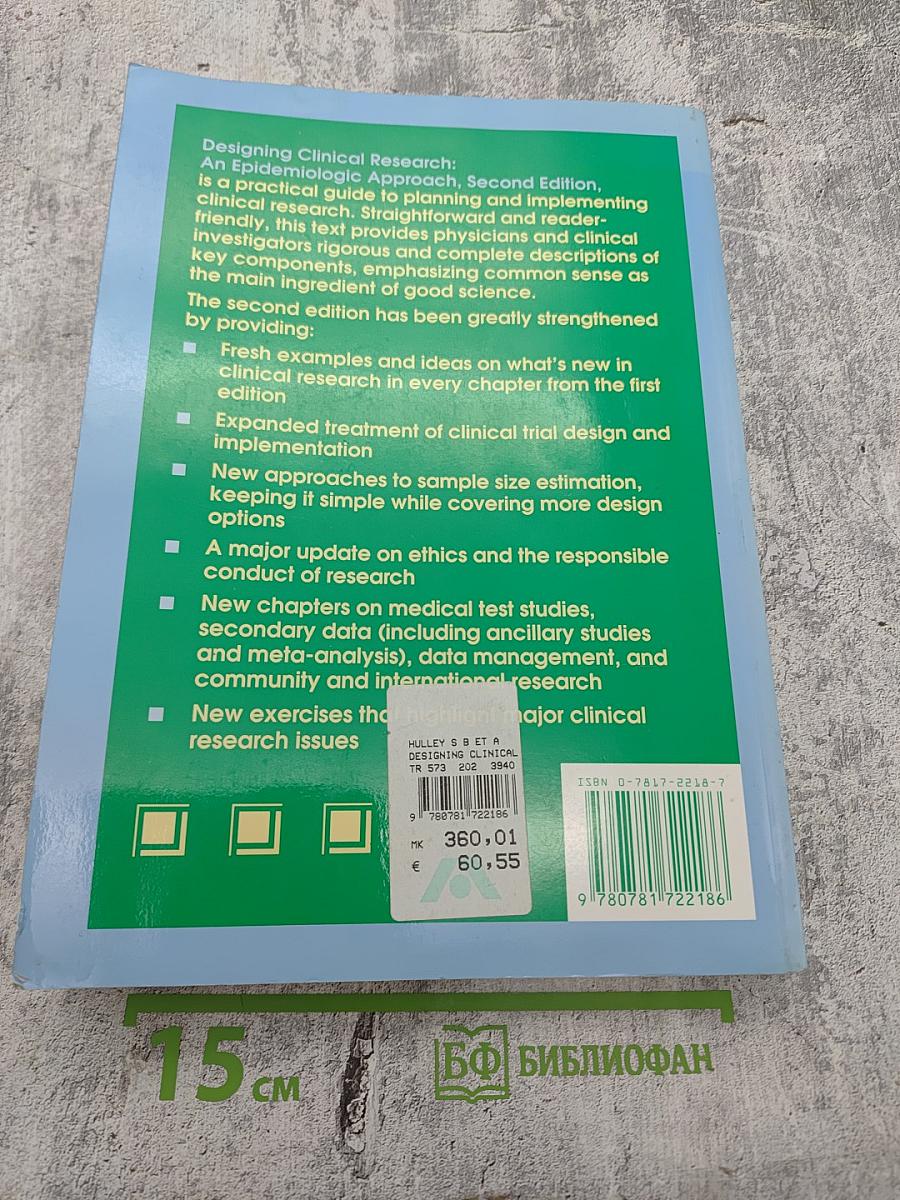 Designing Clinical Research:
An Epidemiologic Approach, Second Edition,
is a practical guide to planning and implementing
clinical research. Straightforward and reader-
friendly, this text provides physicians and clinical
investigators rigorous and complete descriptions of
key components, emphasizing common sense as
the main ingredient of good science.
The second edition has been greatly strengthened
by providing:
Fresh examples and ideas on what's new in
clinical research in every chapter from the first
edition
Expanded treatment of clinical trial design and
implementation
New approaches to sample size estimation,
keeping it simple while covering more design
options
A major update on ethics and the responsible
conduct of research
New chapters on medical test studies,
secondary data (including ancillary studies
and meta-analysis), data management, and
community and international research
New exercises that highlight major clinical
research issues
HULLEY S B ET A
DESIGNING CLINICAL
TR 573 202 3940
9 780781 722186
MK 360,01
€ 60,55
ISBN 0-7817-2218-7
9 780781 722186
15 см
БФ БИБЛИОФАН